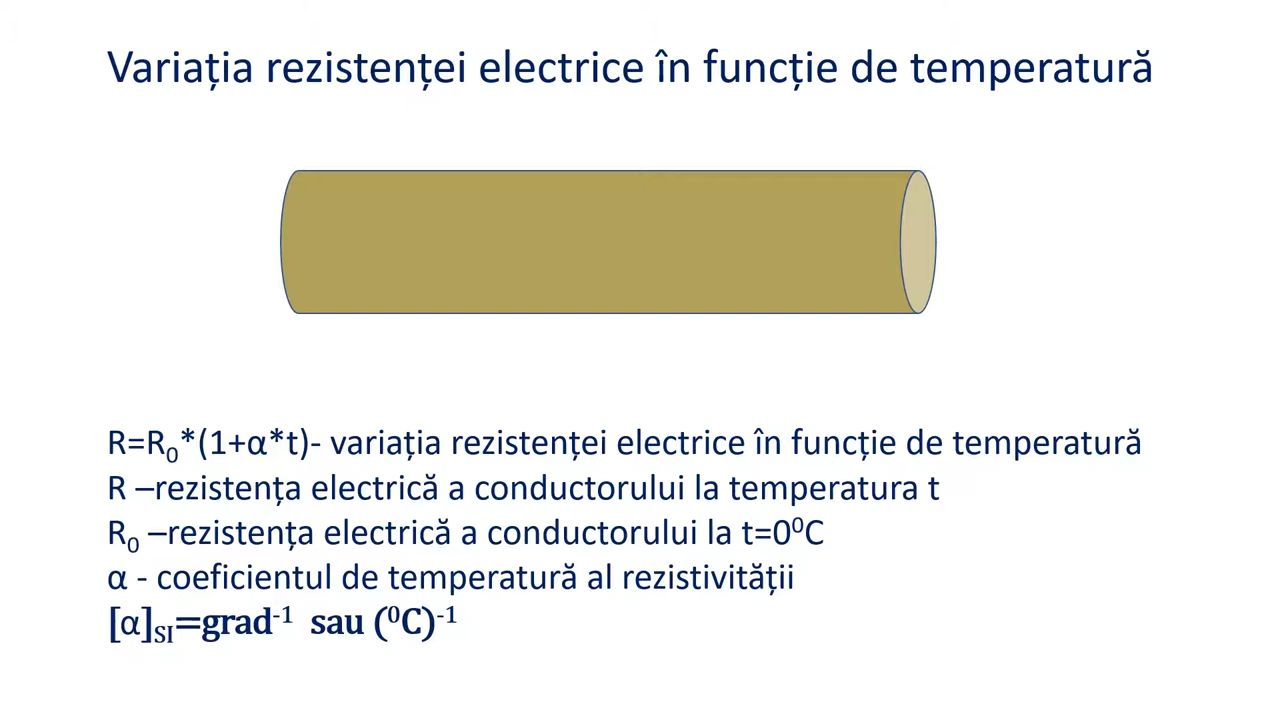 Variația rezistenței electrice în funcție de temperatură
R=R₀*(1+α*t)- variația rezistenței electrice în funcție de temperatură
R –rezistența electrică a conductorului la temperatura t
R₀ –rezistența electrică a conductorului la t=0⁰C
α - coeficientul de temperatură al rezistivității
[α]SI=grad⁻¹ sau (⁰C)⁻¹